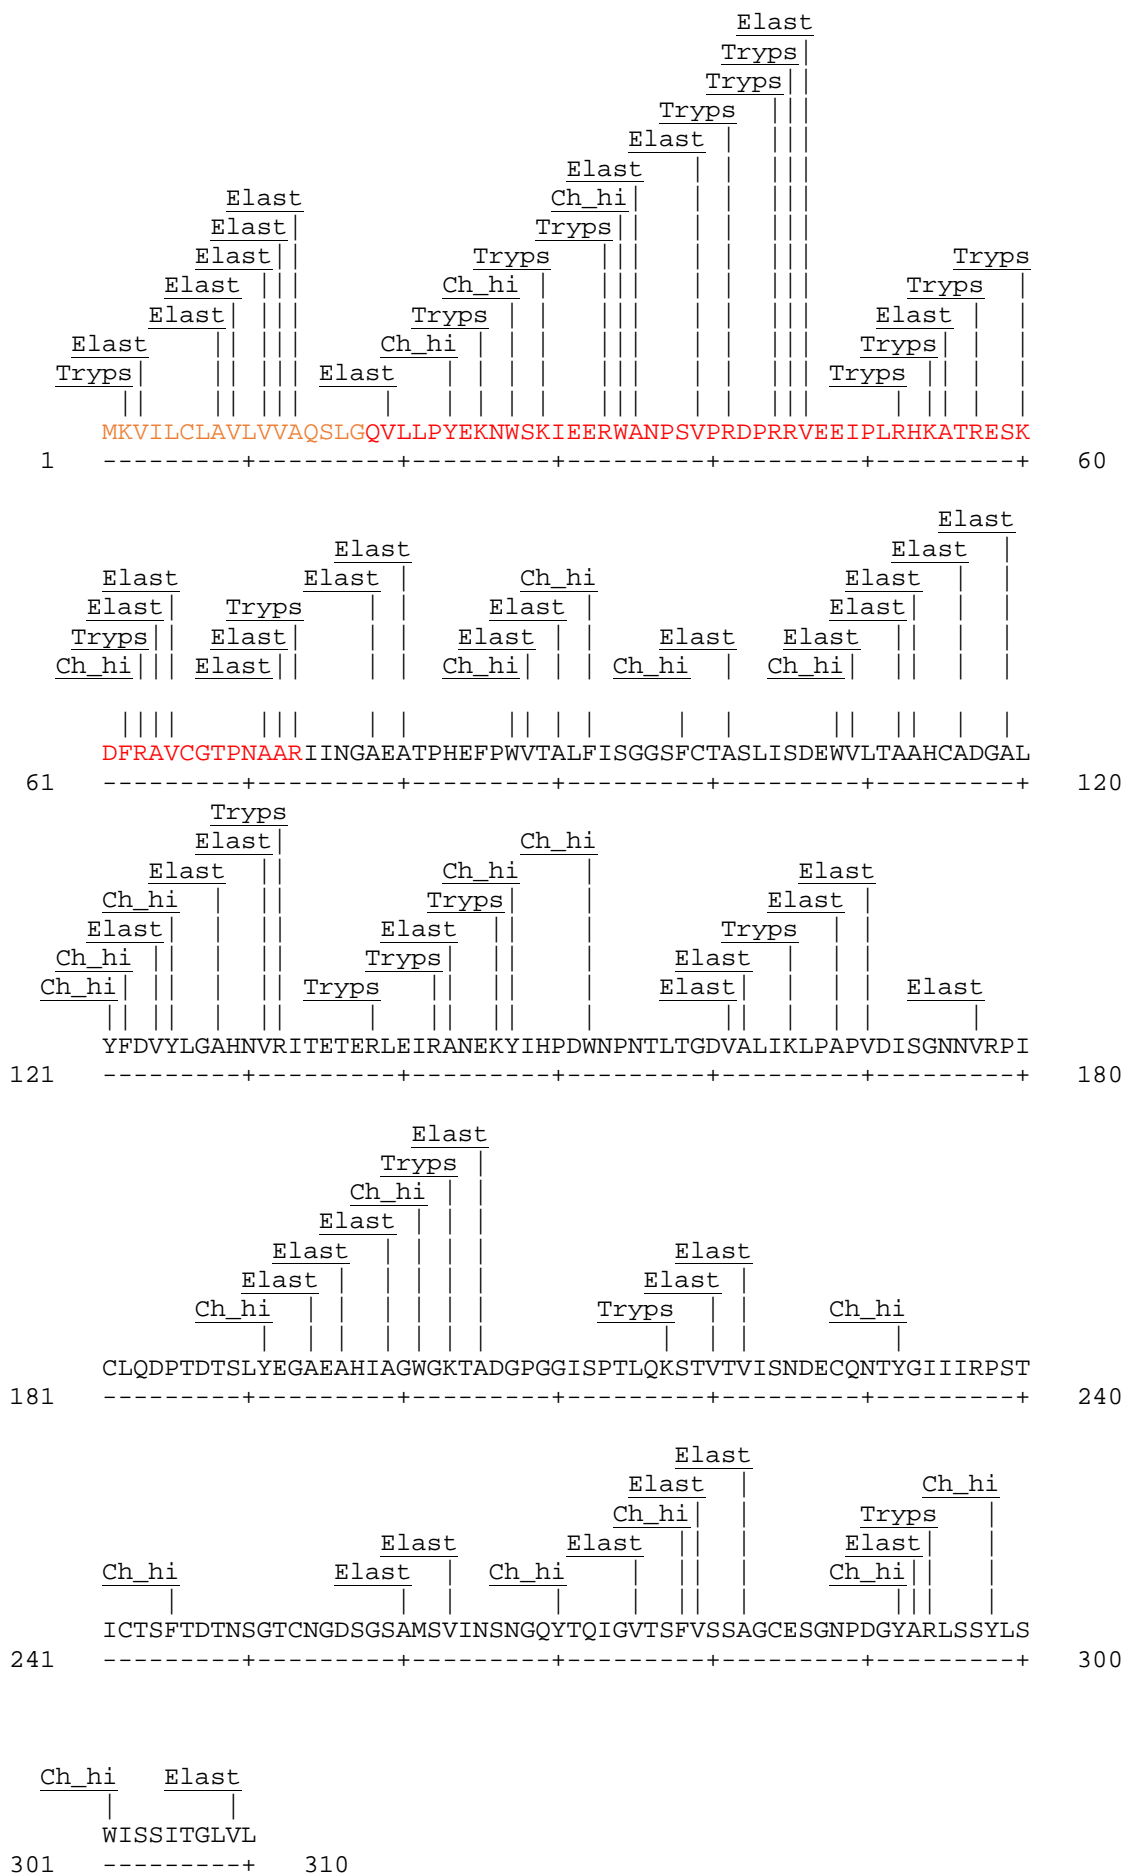 Elast
Tryps
Tryps
Tryps
Elast
Elast
Elast Ch_hi
Elast Tryps
Elast Tryps Tryps
Elast Ch_hi Tryps
Elast Tryps Elast
Elast Ch_hi Tryps
Tryps Elast Tryps
MKVILCLAVLVVAQSLGQVLLPYEKNWSKIEERWANPSVPRDPRRVEEIPLRHKATRESK
1 ---------+---------+---------+---------+---------+---------+ 60
Elast
Elast Elast
Elast Elast Ch_hi Elast
Elast Tryps Elast Elast
Tryps Elast Elast Elast Elast
Ch_hi Elast Ch_hi Ch_hi Ch_hi
DFRAVCGTPNAARIINGAEATPHEFPWVTALFISGGSFCTASLISDEWVLTAAHCADGAL
61 ---------+---------+---------+---------+---------+---------+ 120
Tryps
Elast Ch_hi
Elast Ch_hi Elast
Ch_hi Tryps Elast
Elast Elast Tryps
Ch_hi Tryps Elast
Ch_hi Tryps Elast Elast
YFDVYLGAHNVRITETERLEIRANEKYIHPDWNPNTLTGDVALIKLPAPVDISGNNVRPI
121 ---------+---------+---------+---------+---------+---------+ 180
Elast
Tryps
Ch_hi
Elast
Elast Elast
Elast Elast
Ch_hi Tryps Ch_hi
CLQDPTDTSLYEGAEAHIAGWGKTADGPGGISPTLQKSTVTVISNDECQNTYGIIIRPST
181 ---------+---------+---------+---------+---------+---------+ 240
Elast
Elast Ch_hi
Ch_hi Tryps
Elast Elast Elast
Ch_hi Elast Ch_hi Ch_hi
ICTSFTDTNSGTCNGDSGSAMSVINSNGQYTQIGVTSFVSSAGCESGNPDGYARLSSYLS
241 ---------+---------+---------+---------+---------+---------+ 300
Ch_hi Elast
WISSITGLVL
301 ---------+ 310